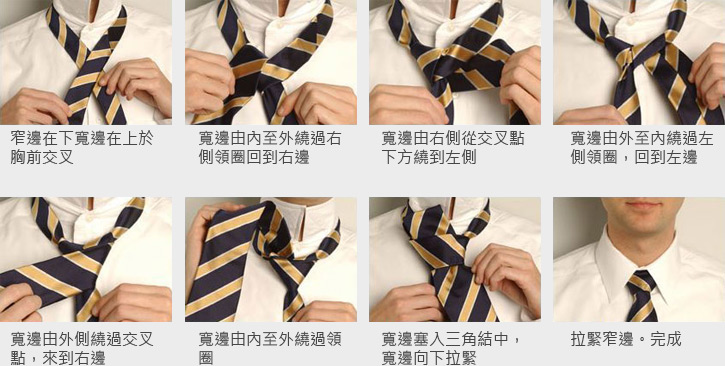 窄邊在下寬邊在上於
胸前交叉
寬邊由內至外繞過右
側領圈回到右邊
寬邊由右側從交叉點
下方繞到左側
寬邊由外至內繞過左
側領圈，回到左邊
寬邊由外側繞過交叉
點，來到右邊
寬邊由內至外繞過領
圈
寬邊塞入三角結中，
寬邊向下拉緊
拉緊窄邊。完成